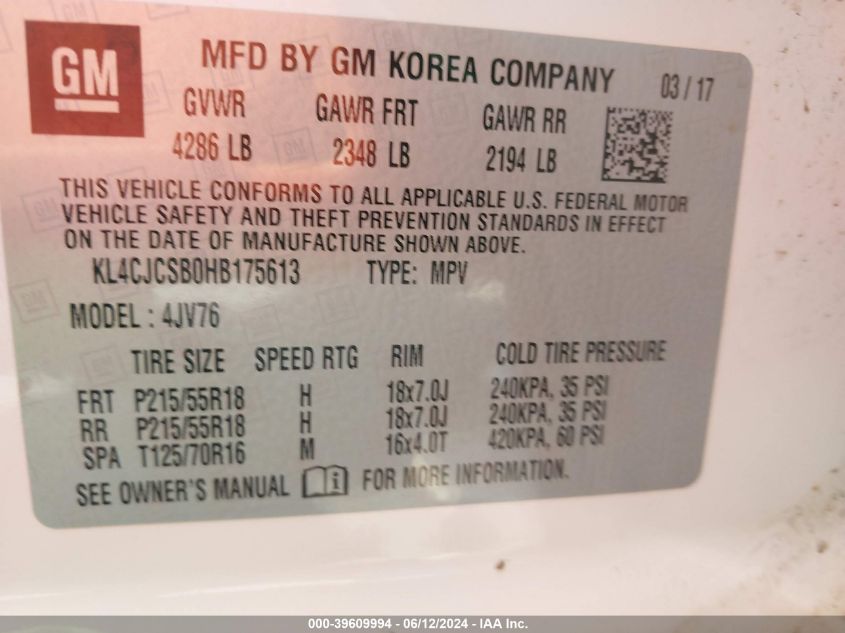 GM
MFD BY GM KOREA COMPANY 03 / 17
GVWR GAWR FRT GAWR RR
4286 LB 2348 LB 2194 LB
THIS VEHICLE CONFORMS TO ALL APPLICABLE U.S. FEDERAL MOTOR
VEHICLE SAFETY AND THEFT PREVENTION STANDARDS IN EFFECT
ON THE DATE OF MANUFACTURE SHOWN ABOVE.
KL4CJCSB0HB175613 TYPE: MPV
MODEL : 4JV76
TIRE SIZE SPEED RTG RIM COLD TIRE PRESSURE
FRT P215/55R18 H 18x7.0J 240KPA, 35 PSI
RR P215/55R18 H 18x7.0J 240KPA, 35 PSI
SPA T125/70R16 M 16x4.0T 420KPA, 60 PSI
SEE OWNER'S MANUAL i FOR MORE INFORMATION.
000-39609994 - 06/12/2024 - IAA Inc.